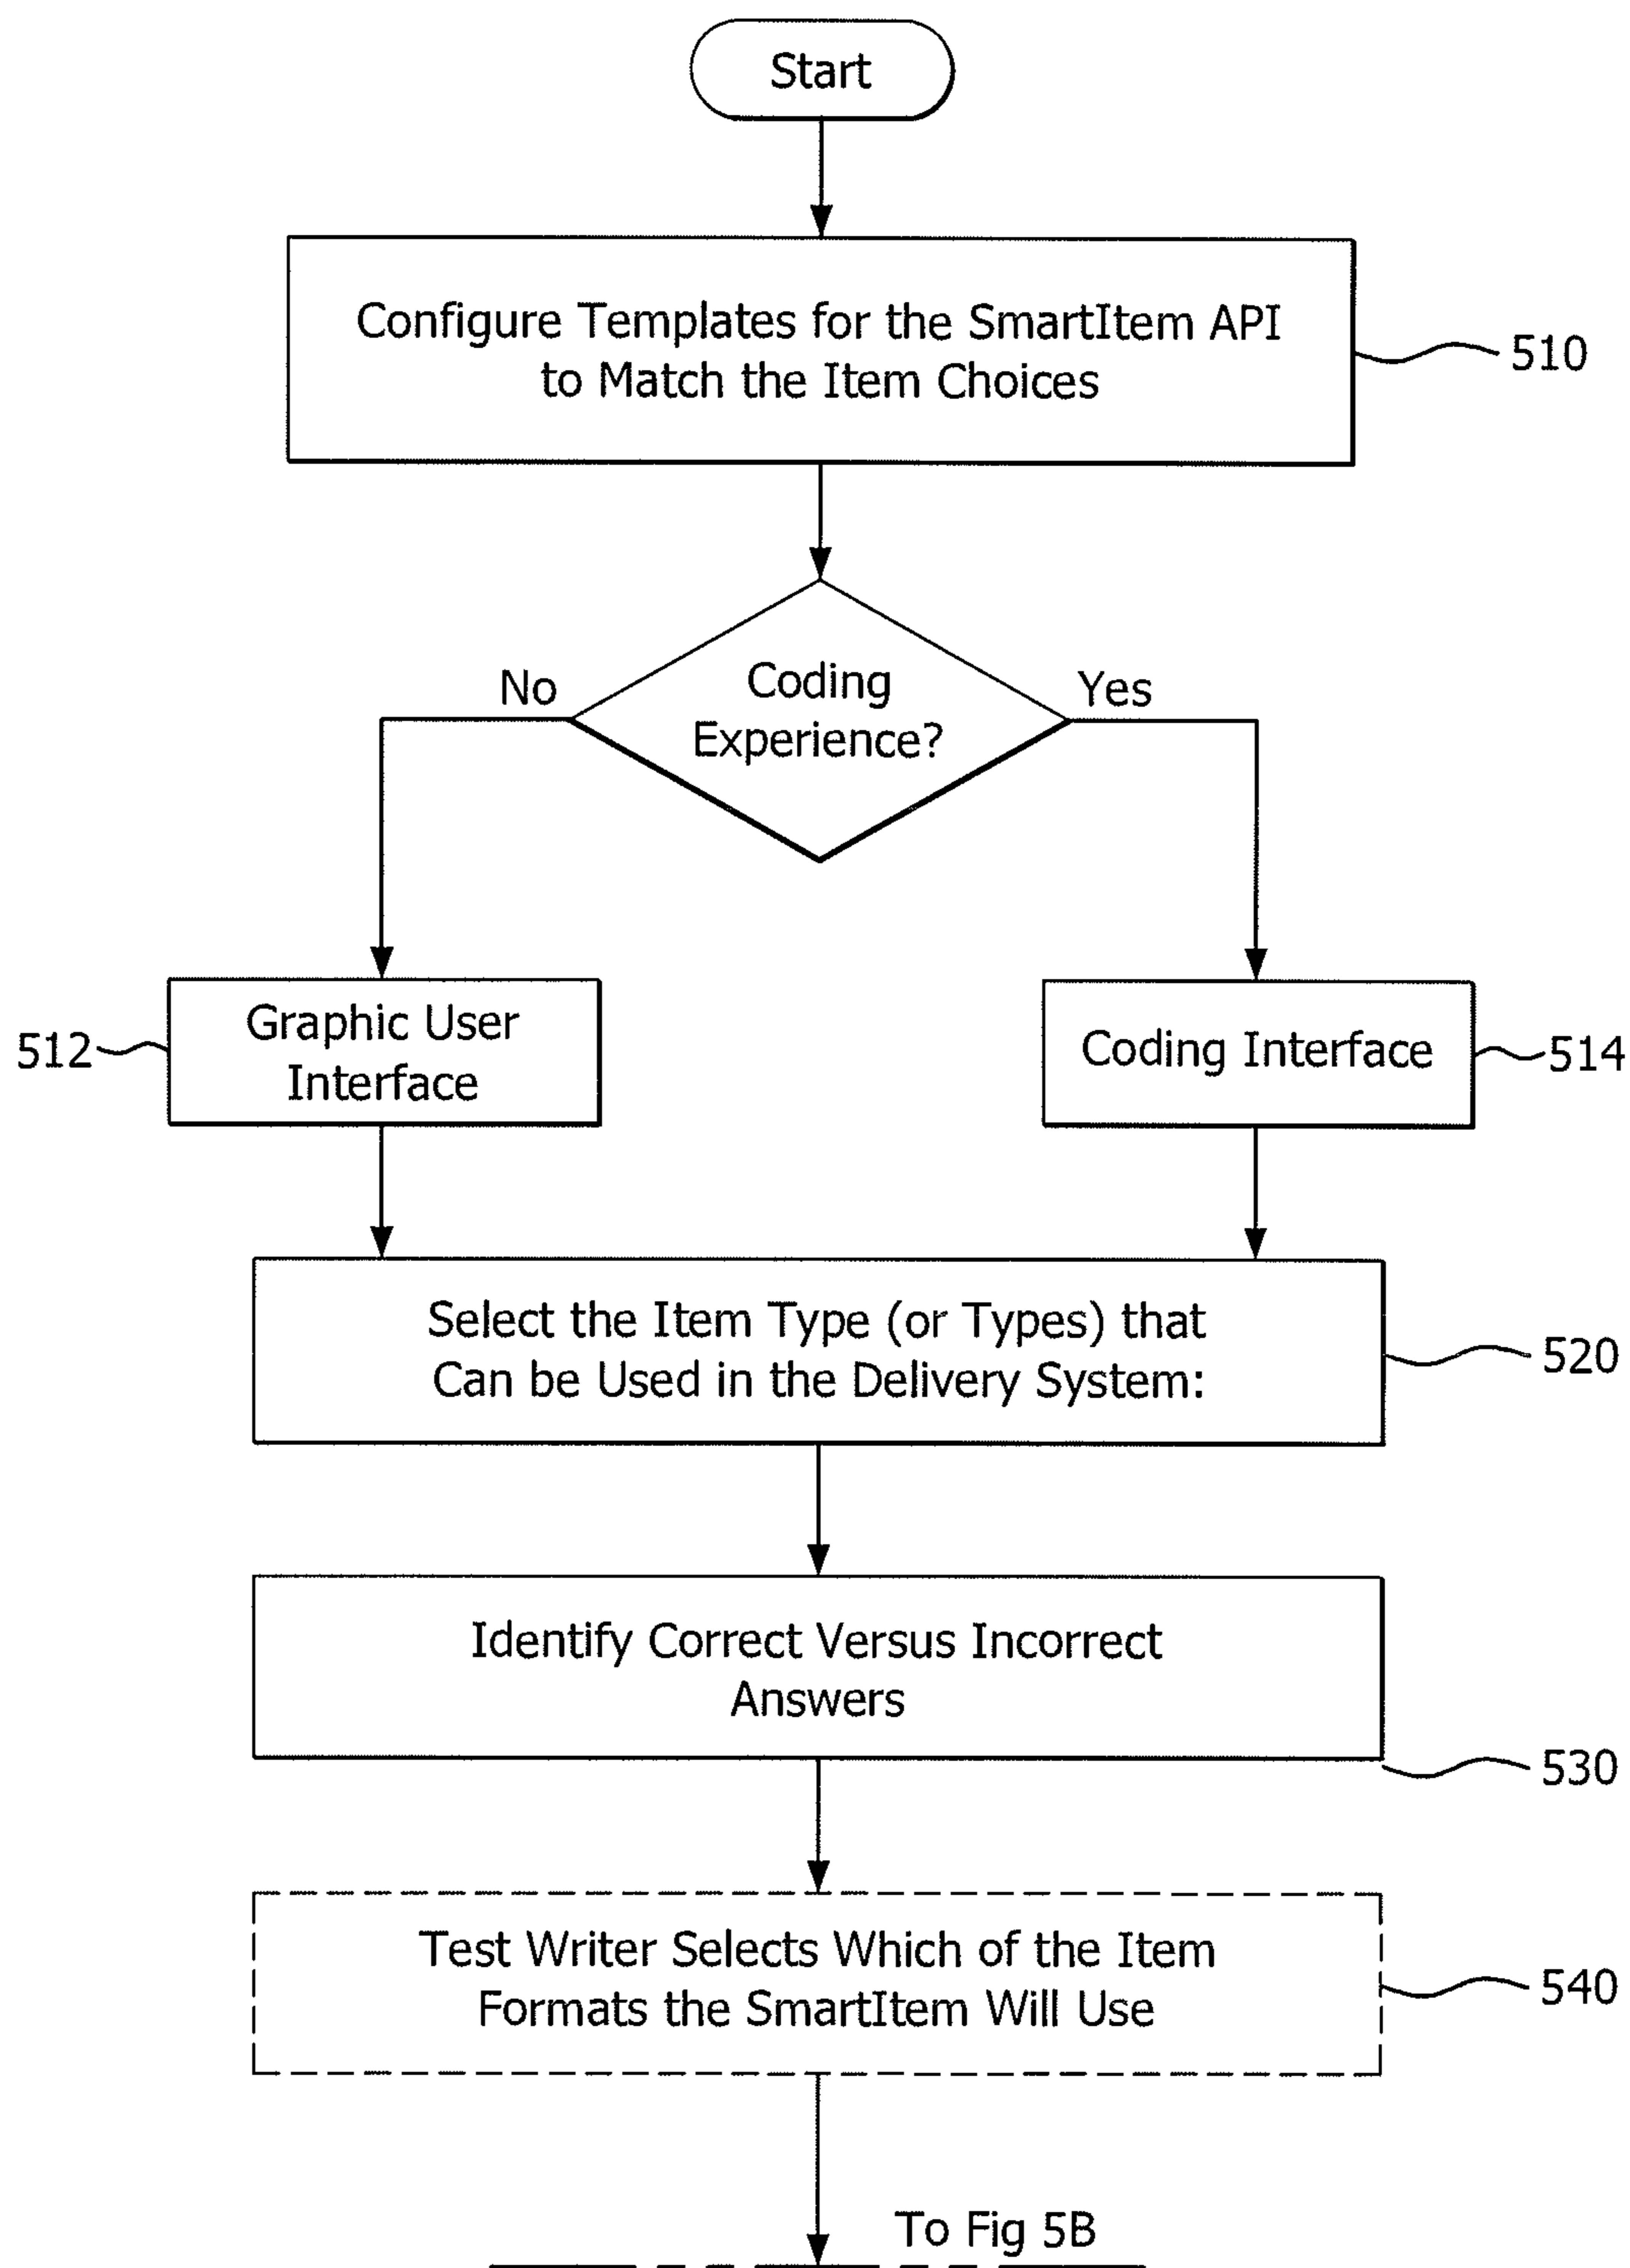 Start
Configure Templates for the SmartItem API
to Match the Item Choices
510
No
Coding
Experience?
Yes
512
Graphic User
Interface
Coding Interface
514
Select the Item Type (or Types) that
Can be Used in the Delivery System:
520
Identify Correct Versus Incorrect
Answers
530
Test Writer Selects Which of the Item
Formats the SmartItem Will Use
540
To Fig 5B